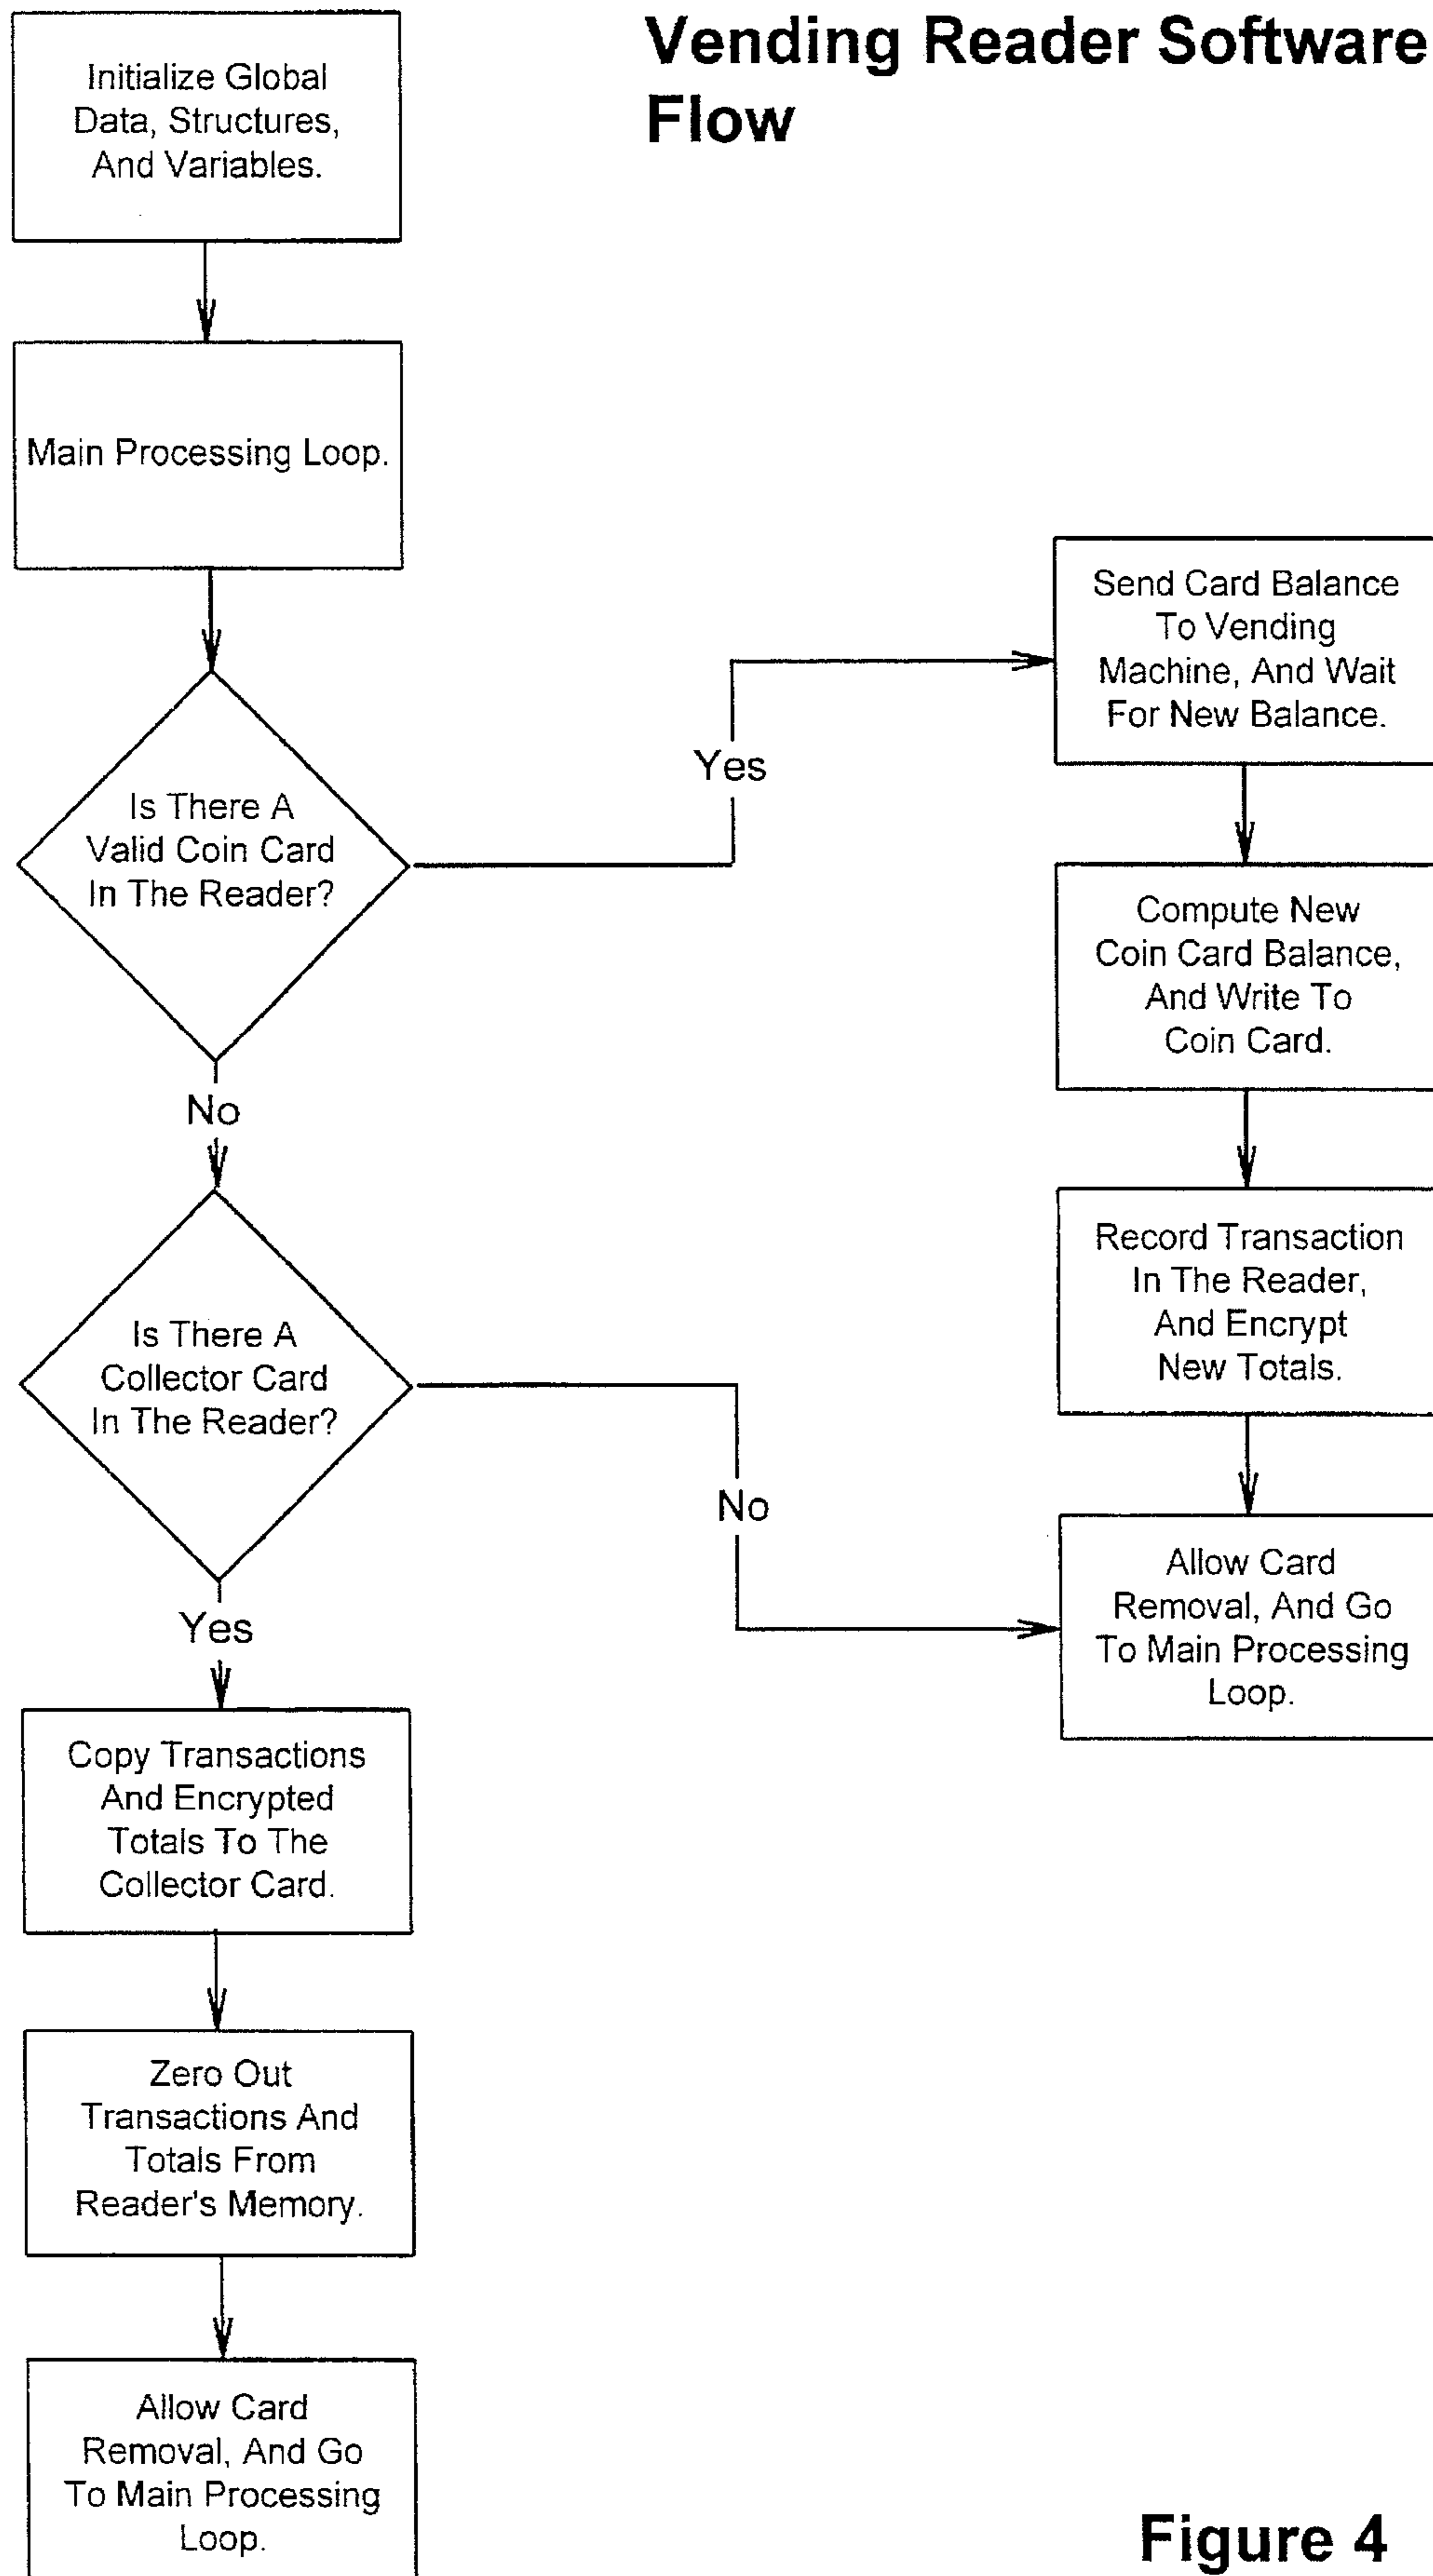 Vending Reader Software
Flow
Initialize Global
Data, Structures,
And Variables.
Main Processing Loop.
Is There A
Valid Coin Card
In The Reader?
Yes
No
Send Card Balance
To Vending
Machine, And Wait
For New Balance.
Compute New
Coin Card Balance,
And Write To
Coin Card.
Record Transaction
In The Reader,
And Encrypt
New Totals.
Is There A
Collector Card
In The Reader?
No
Yes
Allow Card
Removal, And Go
To Main Processing
Loop.
Copy Transactions
And Encrypted
Totals To The
Collector Card.
Zero Out
Transactions And
Totals From
Reader's Memory.
Allow Card
Removal, And Go
To Main Processing
Loop.
Figure 4